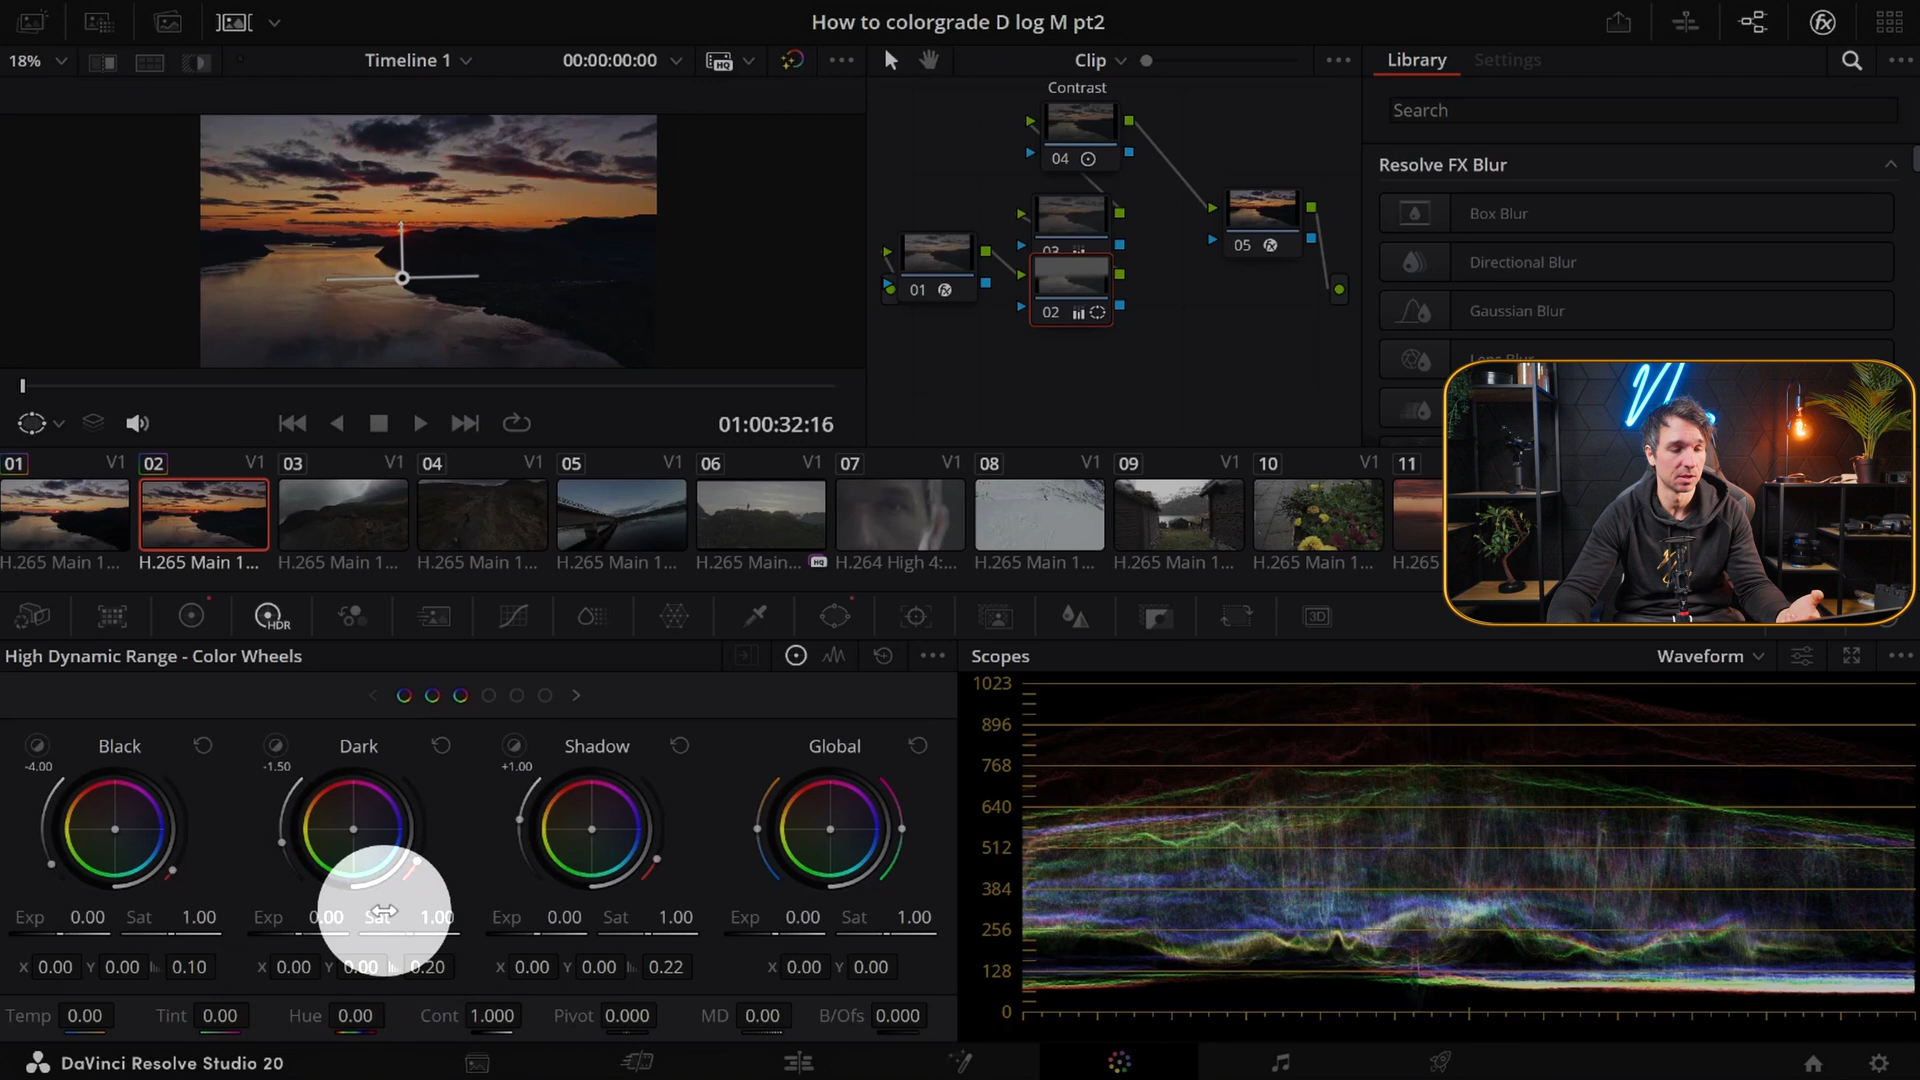 How to colorgrade D log M pt2
18%
Timeline 1
00:00:00:00
HQ
Clip
Library
Settings
fx
Contrast
Search
04
Resolve FX Blur
Box Blur
03
05
Directional Blur
01
02
Gaussian Blur
Lens Blur
01:00:32:16
01 V1 02 V1 03 V1 04 V1 05 V1 06 V1 07 V1 08 V1 09 V1 10 V1 11
H.265 Main 1... H.265 Main 1... H.265 Main 1... H.265 Main 1... H.265 Main 1... H.265 Main... HQ H.264 High 4:... H.265 Main 1... H.265 Main 1... H.265 Main 1... H.265
HDR
3D
High Dynamic Range - Color Wheels
Scopes
Waveform
Black Dark Shadow Global
-4.00 -1.50 +1.00
Exp 0.00 Sat 1.00 Exp 0.00 Sat 1.00 Exp 0.00 Sat 1.00 Exp 0.00 Sat 1.00
X 0.00 Y 0.00 0.10 X 0.00 Y 0.00 0.20 X 0.00 Y 0.00 0.22 X 0.00 Y 0.00
Temp 0.00 Tint 0.00 Hue 0.00 Cont 1.000 Pivot 0.000 MD 0.00 B/Ofs 0.000
1023
896
768
640
512
384
256
128
0
DaVinci Resolve Studio 20